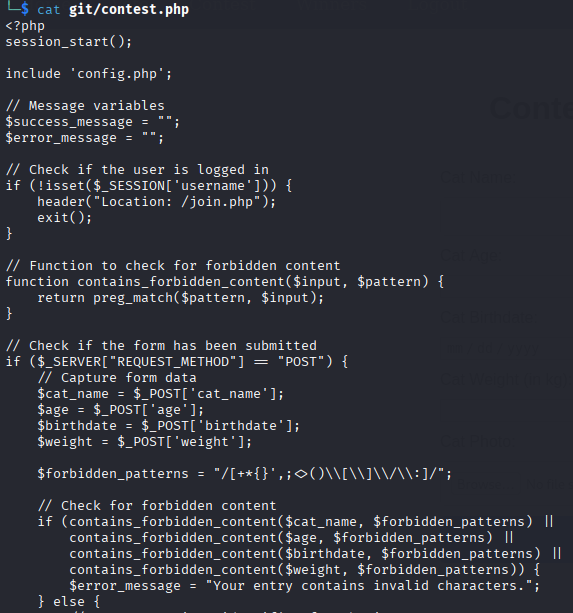 └─$ cat git/contest.php
<?php
session_start();

include 'config.php';

// Message variables
$success_message = "";
$error_message = "";

// Check if the user is logged in
if (!isset($_SESSION['username'])) {
    header("Location: /join.php");
    exit();
}

// Function to check for forbidden content
function contains_forbidden_content($input, $pattern) {
    return preg_match($pattern, $input);
}

// Check if the form has been submitted
if ($_SERVER["REQUEST_METHOD"] == "POST") {
    // Capture form data
    $cat_name = $_POST['cat_name'];
    $age = $_POST['age'];
    $birthdate = $_POST['birthdate'];
    $weight = $_POST['weight'];

    $forbidden_patterns = "/[+*{}',;<>()\\[\\]\\/\\:]/";

    // Check for forbidden content
    if (contains_forbidden_content($cat_name, $forbidden_patterns) ||
        contains_forbidden_content($age, $forbidden_patterns) ||
        contains_forbidden_content($birthdate, $forbidden_patterns) ||
        contains_forbidden_content($weight, $forbidden_patterns)) {
        $error_message = "Your entry contains invalid characters.";
    } else {